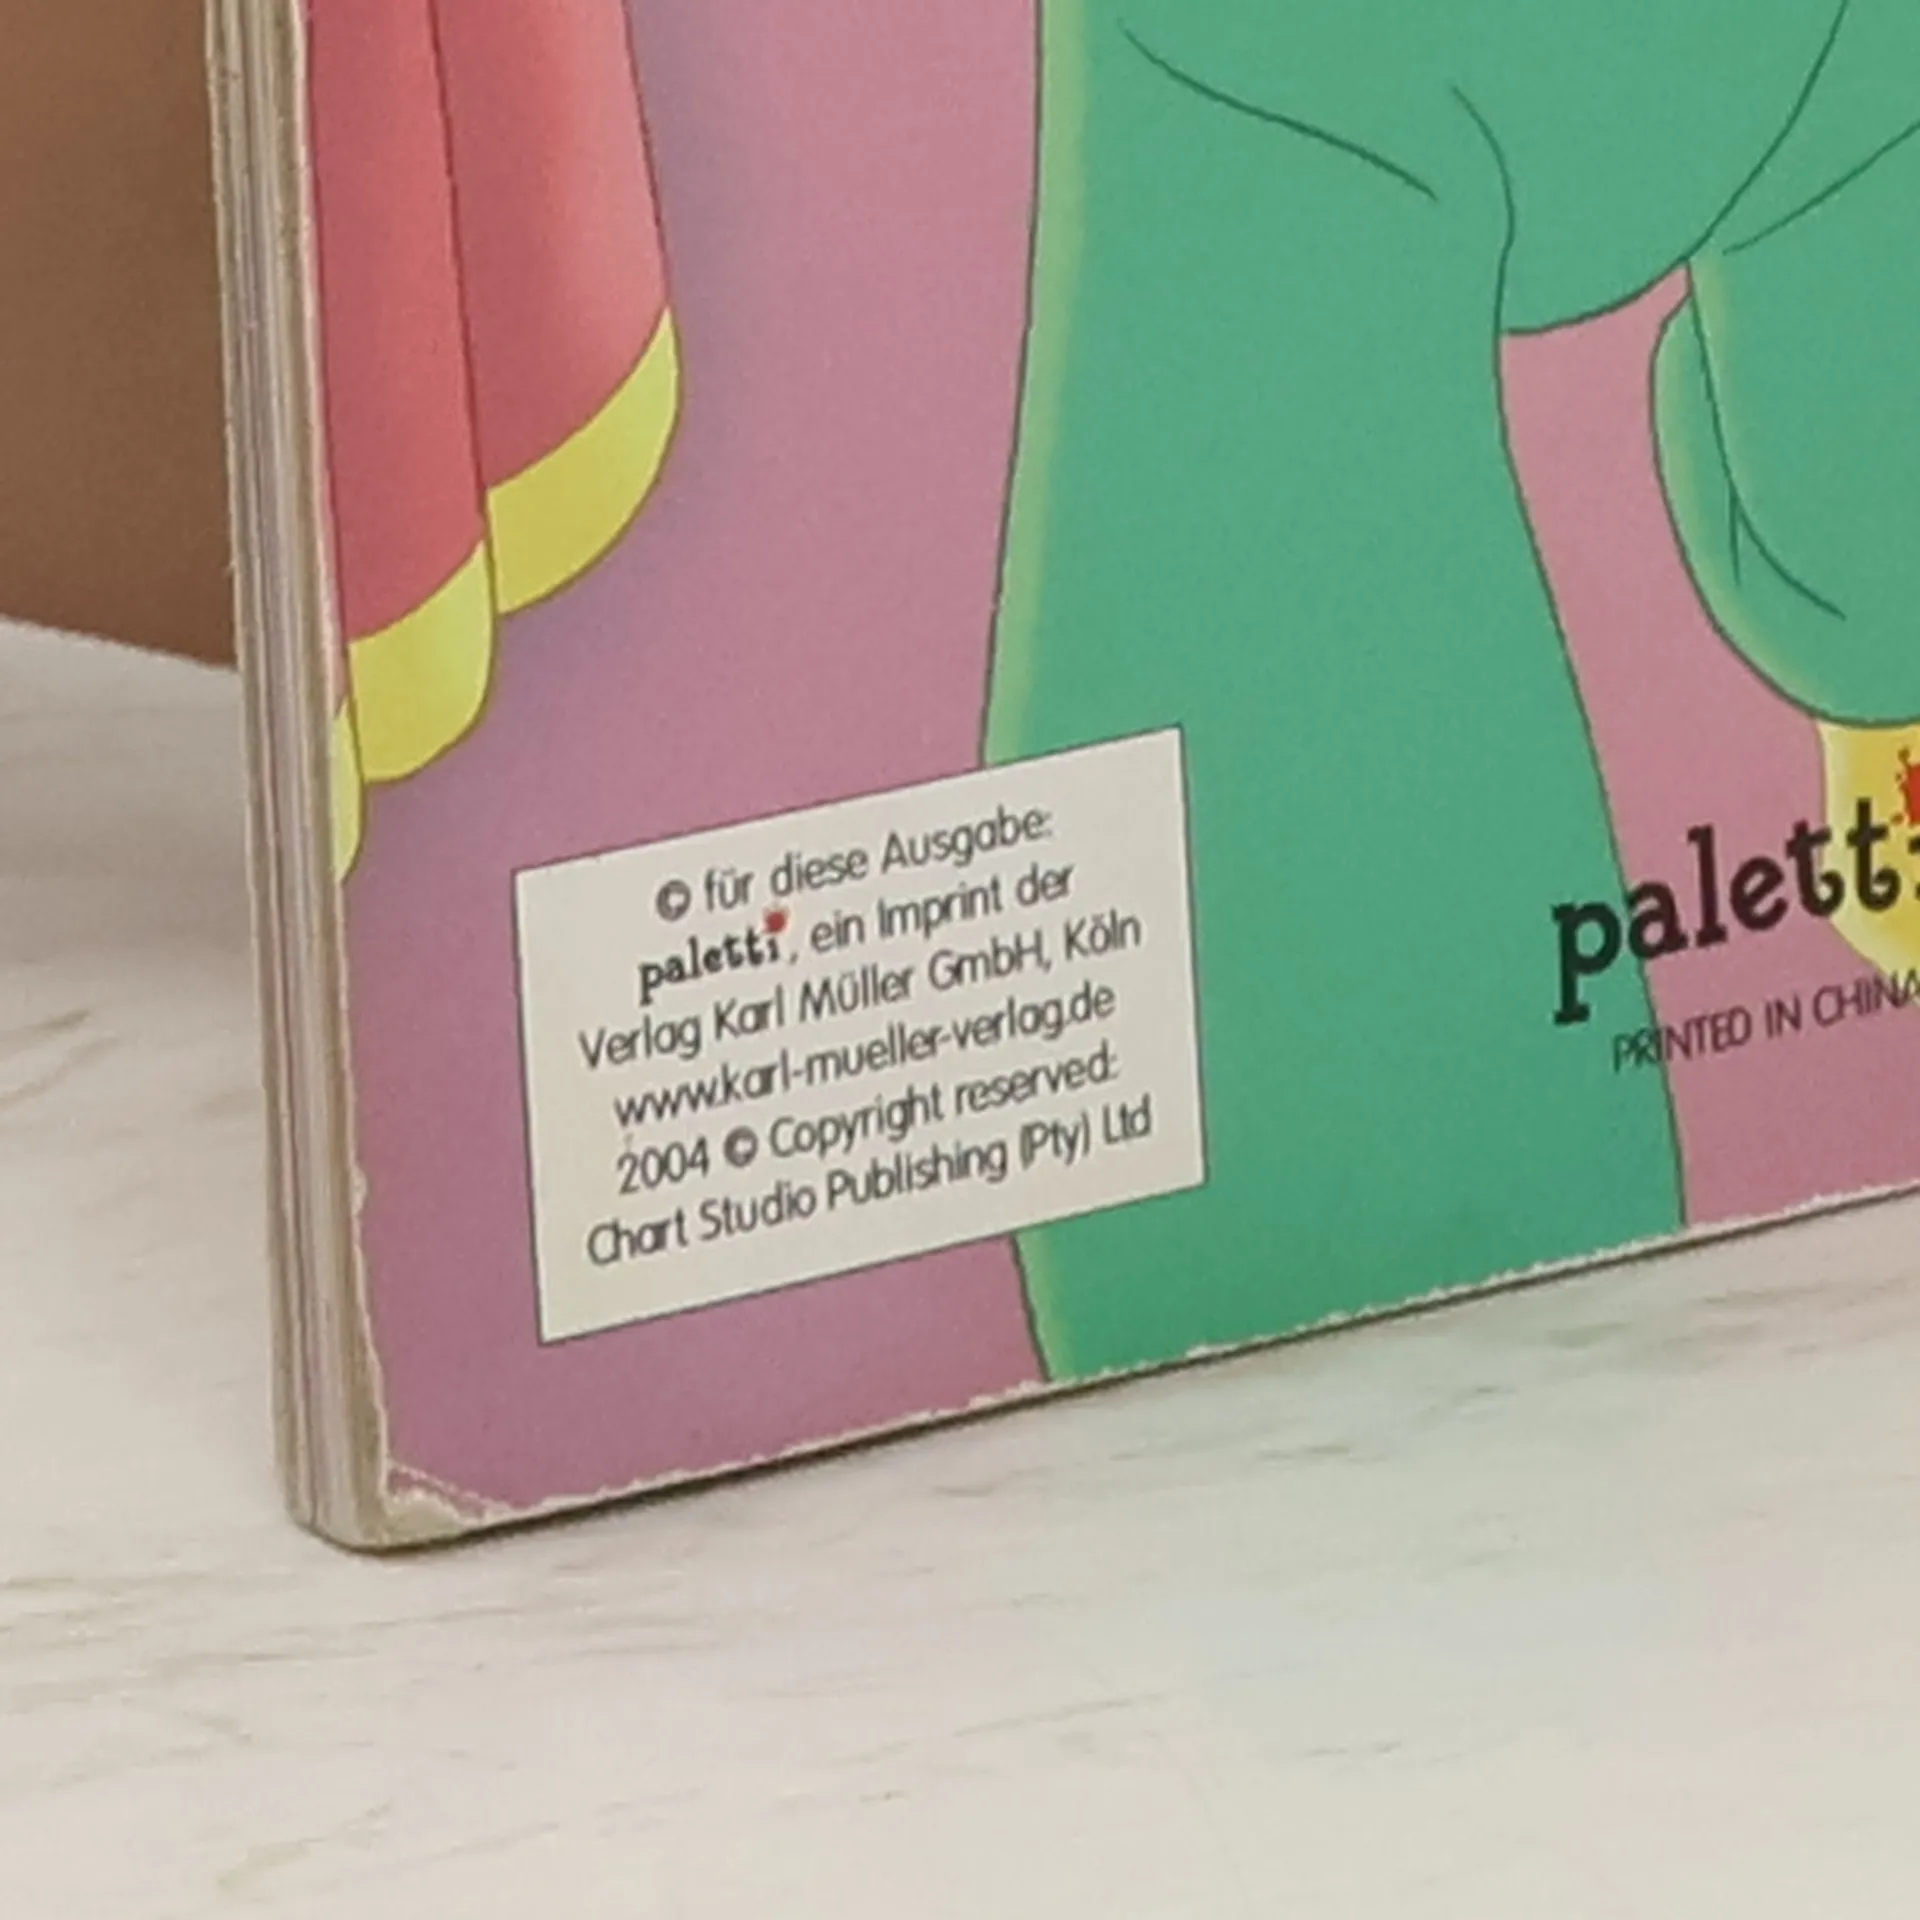 © für diese Ausgabe:
paletti, ein Imprint der
Verlag Karl Müller GmbH, Köln
www.karl-mueller-verlag.de
2004 © Copyright reserved:
Chart Studio Publishing (Pty) Ltd
paletti
PRINTED IN CHINA